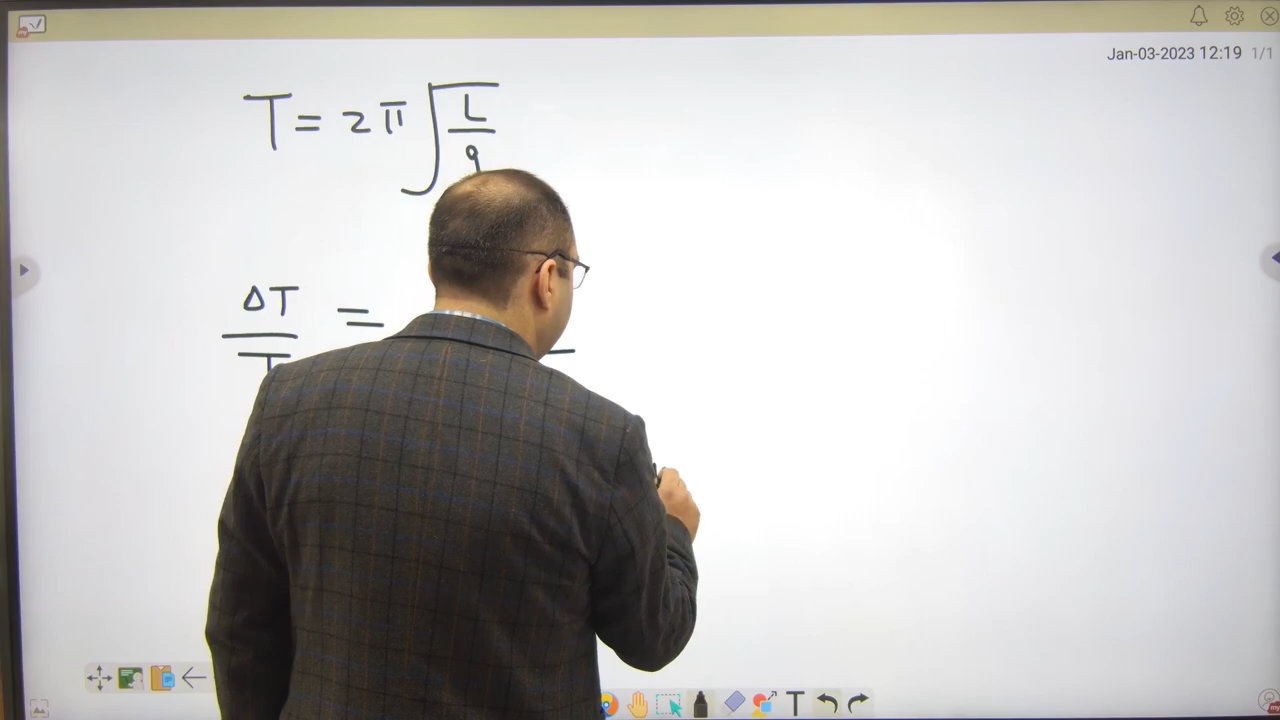 Jan-03-2023 12:19 1/1
T = 2π √(L/g)
ΔT/T =
T